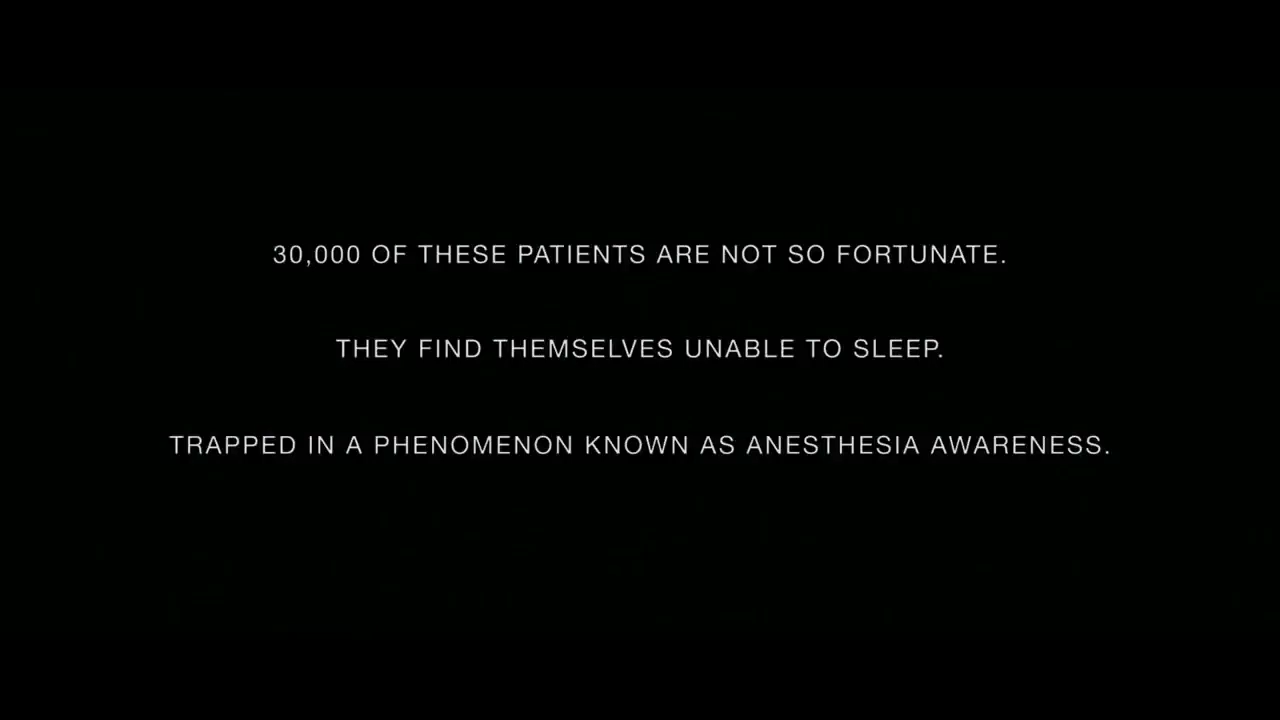 30,000 OF THESE PATIENTS ARE NOT SO FORTUNATE.
THEY FIND THEMSELVES UNABLE TO SLEEP.
TRAPPED IN A PHENOMENON KNOWN AS ANESTHESIA AWARENESS.